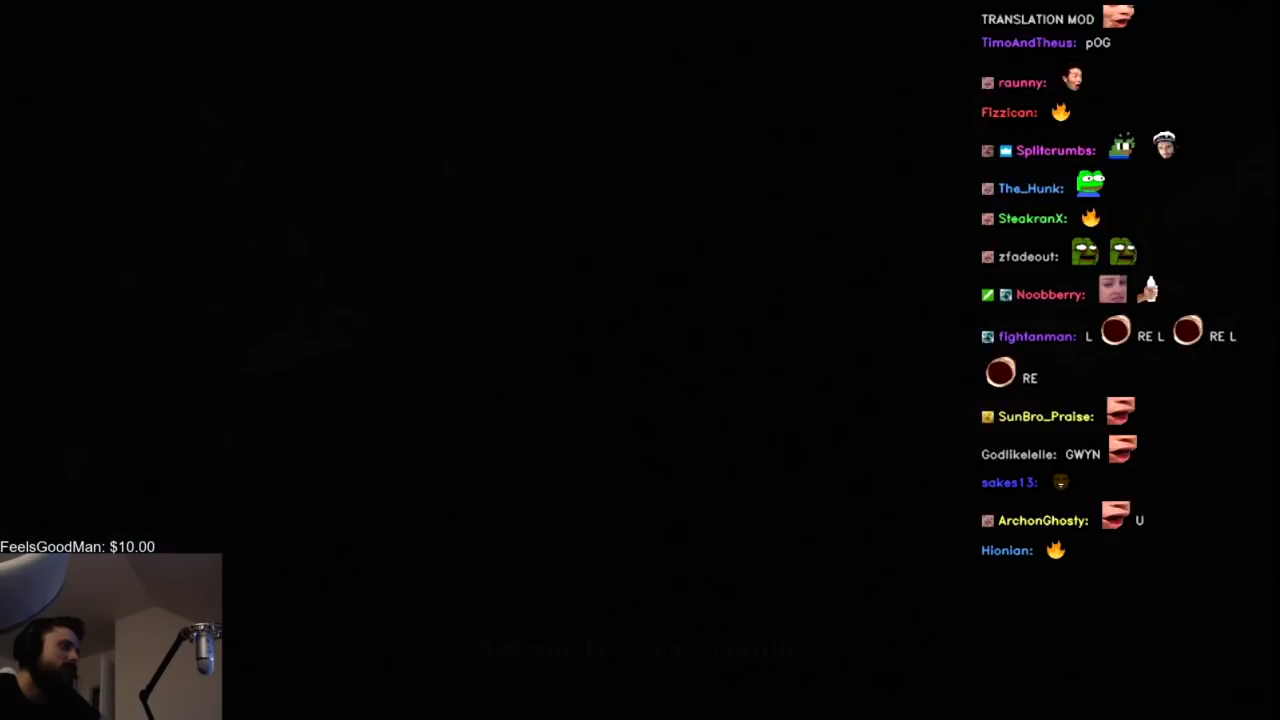 TRANSLATION MOD
TimoAndTheus: pOG
raunny:
Fizzican:
Splitcrumbs:
The_Hunk:
SteakranX:
zfadeout:
Noobberry:
fightanman: L RE L RE L
RE
SunBro_Praise:
Godlikelelle: GWYN
sakes13:
ArchonGhosty: U
Hionian:
FeelsGoodMan: $10.00